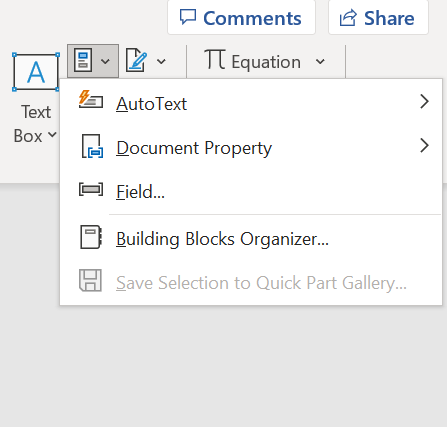 Comments
Share
A
Text
Box
π Equation
AutoText
Document Property
Field...
Building Blocks Organizer...
Save Selection to Quick Part Gallery...